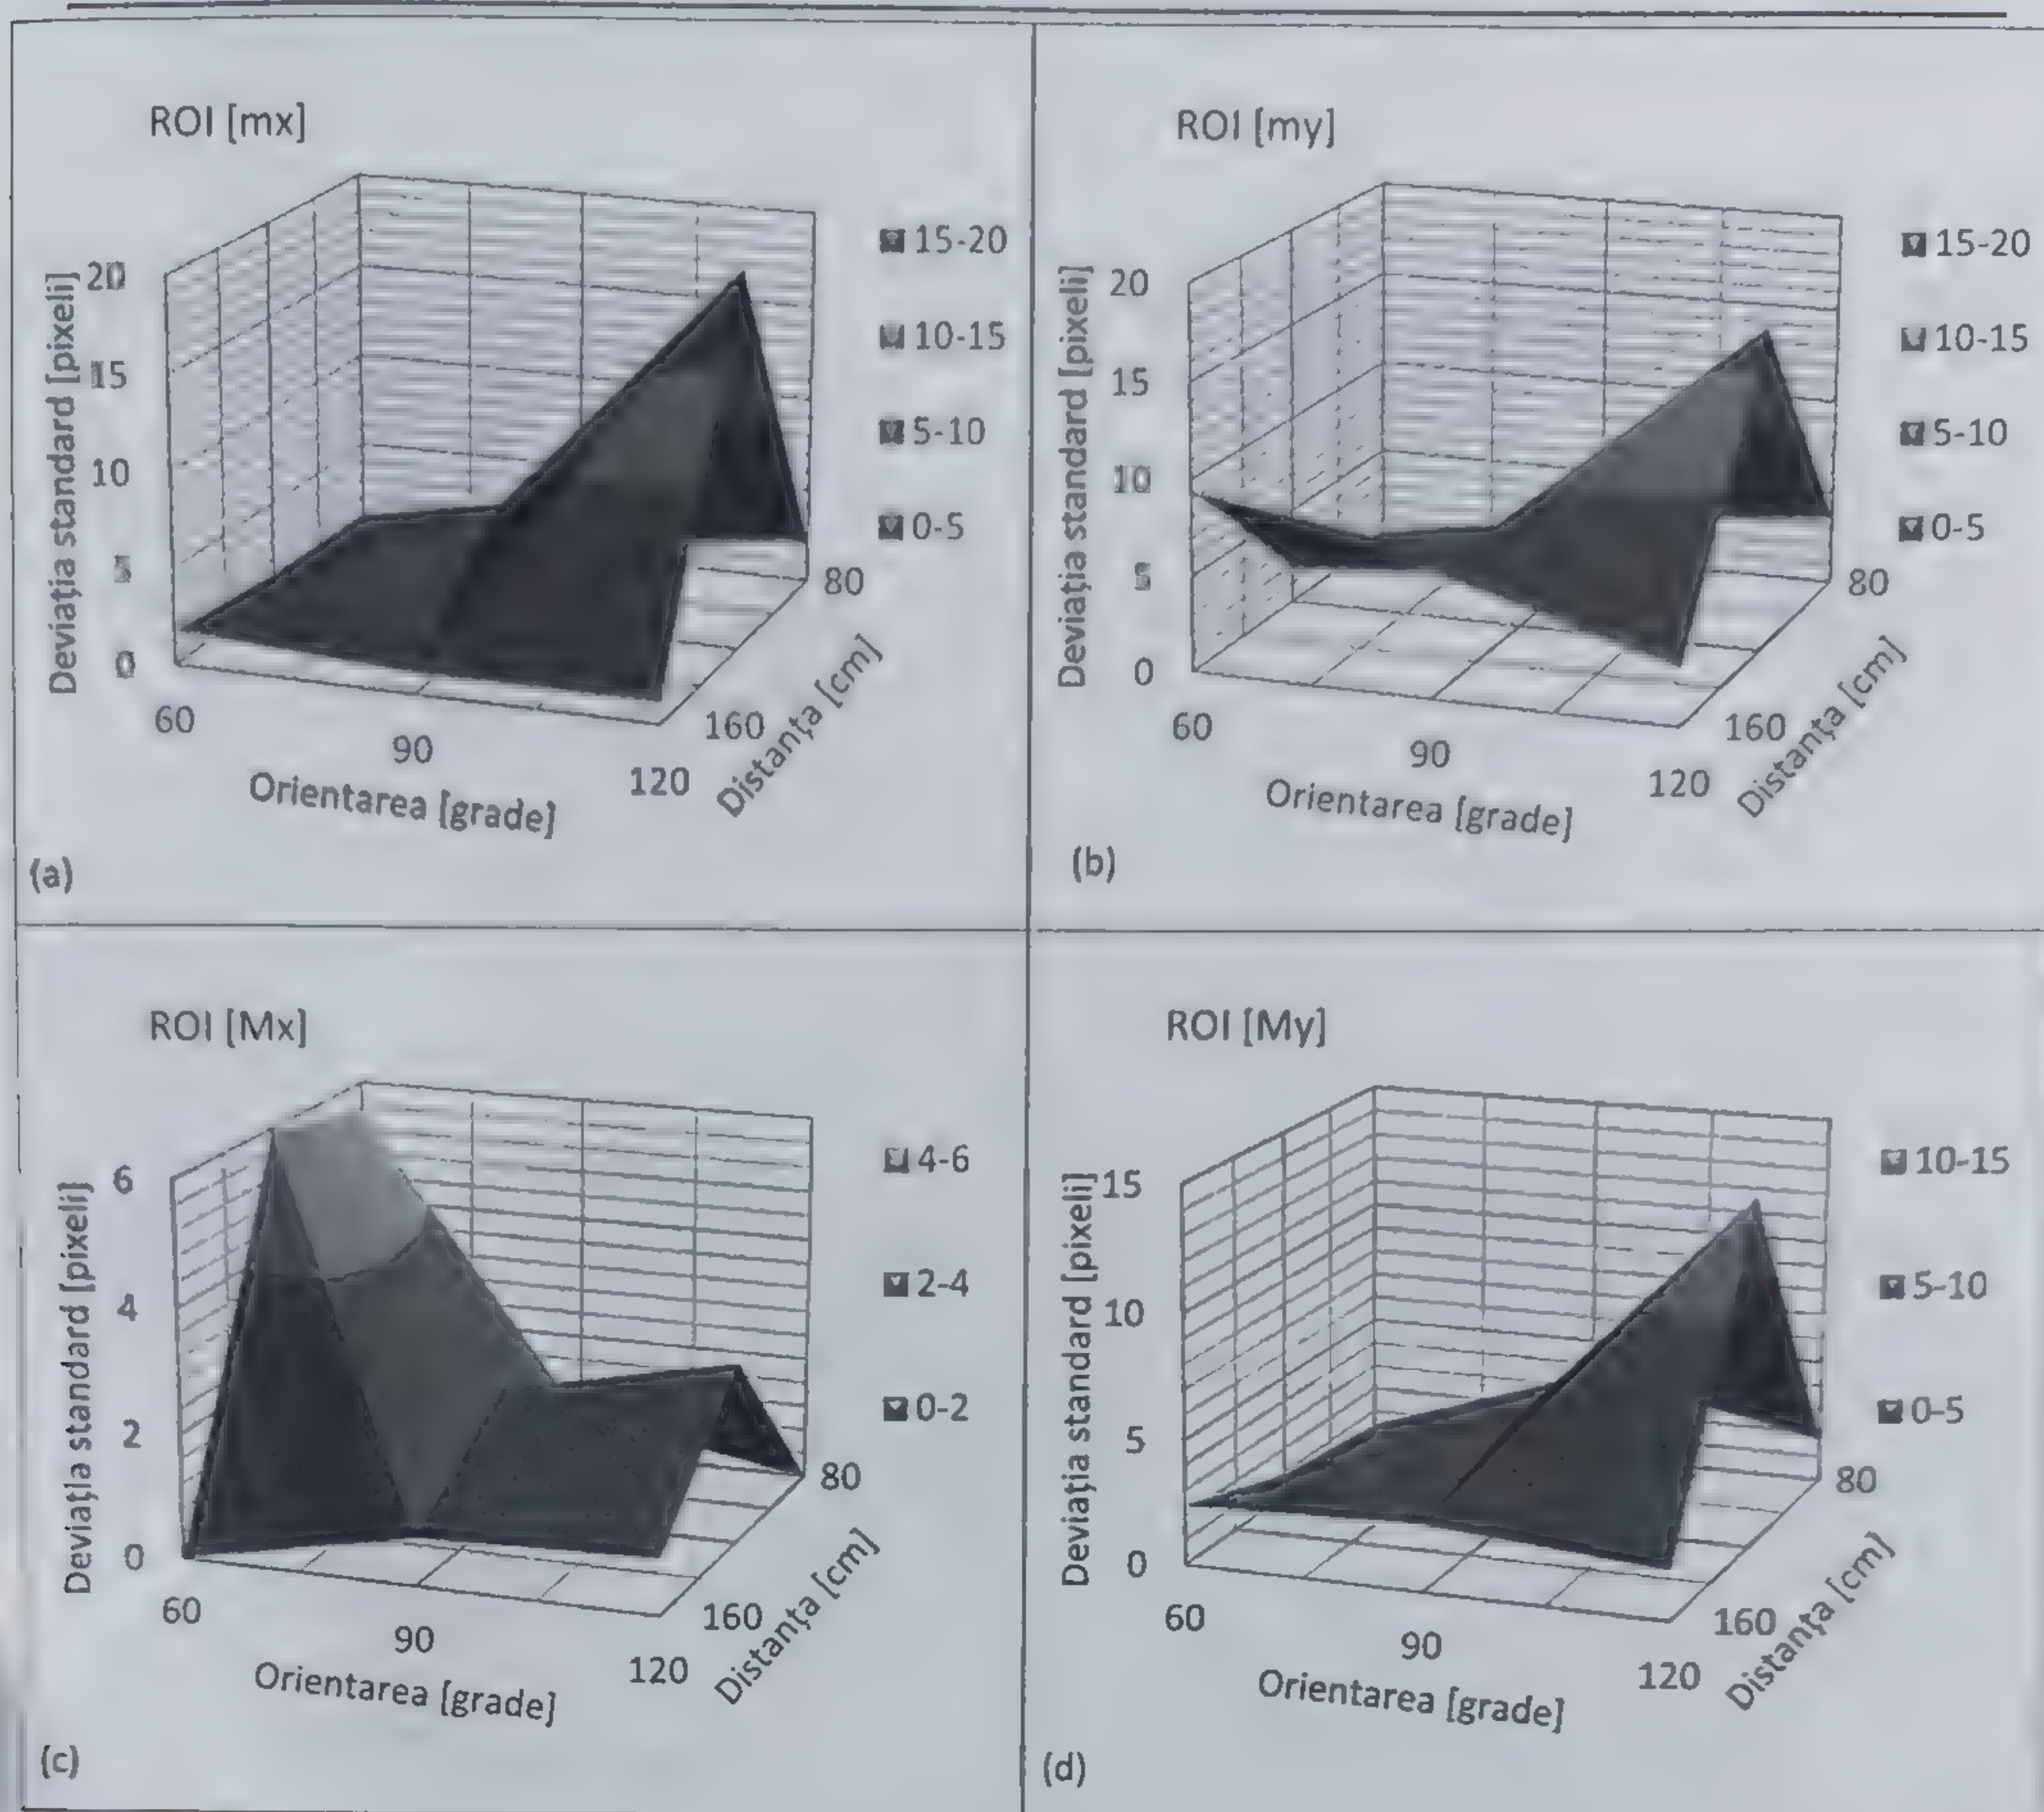 ROI [mx]
Deviația standard [pixeli]
20
15
10
5
0
60
90
120
Orientarea [grade]
160
80
Distanța [cm]
15-20
10-15
5-10
0-5
(a)
ROI [my]
Deviația standard [pixeli]
20
15
10
5
0
60
90
120
Orientarea [grade]
160
80
Distanța [cm]
15-20
10-15
5-10
0-5
(b)
ROI [Mx]
Deviația standard [pixeli]
6
4
2
0
60
90
120
Orientarea [grade]
160
80
Distanța [cm]
4-6
2-4
0-2
(c)
ROI [My]
Deviația standard [pixeli]
15
10
5
0
60
90
120
Orientarea [grade]
160
80
Distanța [cm]
10-15
5-10
0-5
(d)